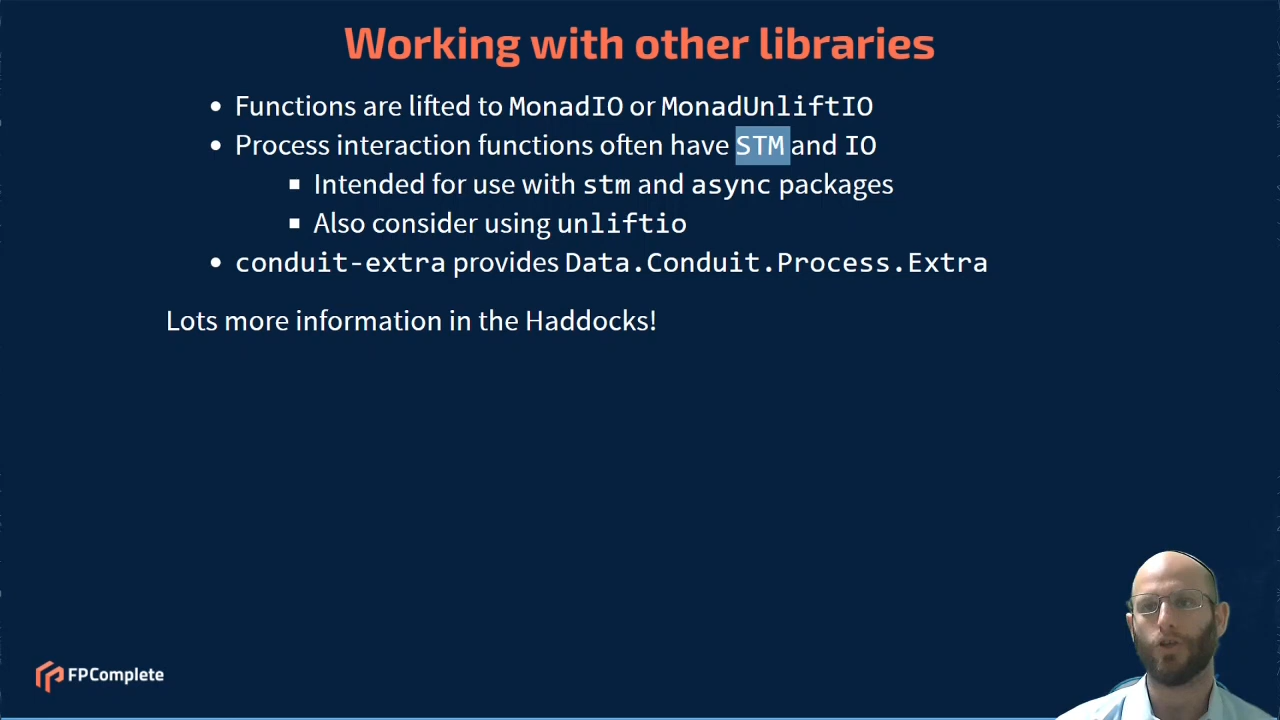 Working with other libraries
Functions are lifted to MonadIO or MonadUnliftIO
Process interaction functions often have STM and IO
Intended for use with stm and async packages
Also consider using unliftio
conduit-extra provides Data.Conduit.Process.Extra
Lots more information in the Haddocks!
FPComplete